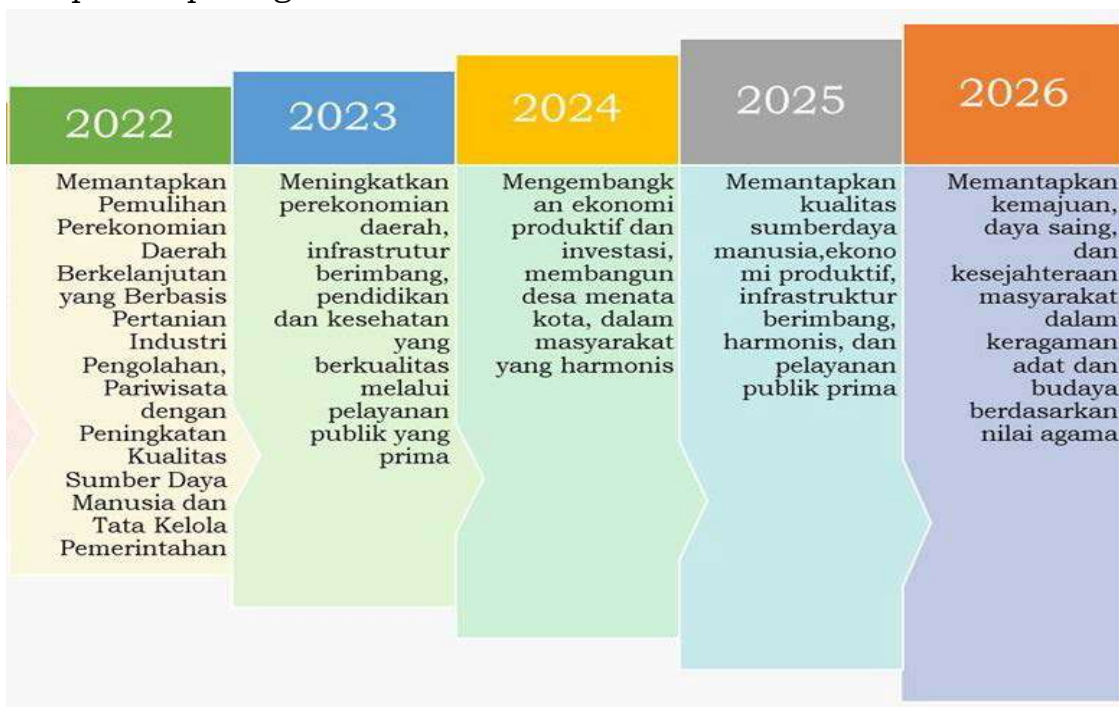 2022
Memantapkan
Pemulihan
Perekonomian
Daerah
Berkelanjutan
yang Berbasis
Pertanian
Industri
Pengolahan,
Pariwisata
dengan
Peningkatan
Kualitas
Sumber Daya
Manusia dan
Tata Kelola
Pemerintahan
2023
Meningkatkan
perekonomian
daerah,
infrastrutur
berimbang,
pendidikan
dan kesehatan
yang
berkualitas
melalui
pelayanan
publik yang
prima
2024
Mengembangk
an ekonomi
produktif dan
investasi,
membangun
desa menata
kota, dalam
masyarakat
yang harmonis
2025
Memantapkan
kualitas
sumberdaya
manusia,ekono
mi produktif,
infrastruktur
berimbang,
harmonis, dan
pelayanan
publik prima
2026
Memantapkan
kemajuan,
daya saing,
dan
kesejahteraan
masyarakat
dalam
keragaman
adat dan
budaya
berdasarkan
nilai agama